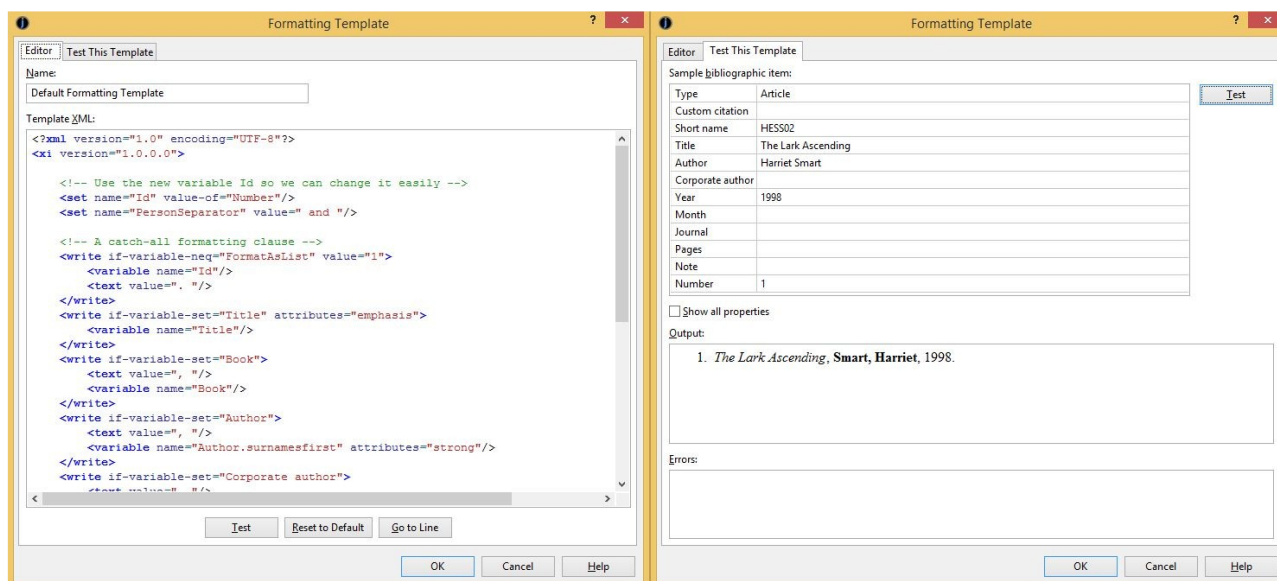 Formatting Template
?
×
Editor
Test This Template
Name:
Default Formatting Template
Template XML:
<?xml version="1.0" encoding="UTF-8"?>
<xi version="1.0.0.0">
<!-- Use the new variable Id so we can change it easily -->
<set name="Id" value-of="Number"/>
<set name="PersonSeparator" value=" and "/>
<!-- A catch-all formatting clause -->
<write if-variable-neq="FormatAsList" value="1">
<variable name="Id"/>
<text value=". "/>
</write>
<write if-variable-set="Title" attributes="emphasis">
<variable name="Title"/>
</write>
<write if-variable-set="Book">
<text value=", "/>
<variable name="Book"/>
</write>
<write if-variable-set="Author">
<text value=", "/>
<variable name="Author.surnamesfirst" attributes="strong"/>
</write>
<write if-variable-set="Corporate author">
Test
Reset to Default
Go to Line
OK
Cancel
Help
Formatting Template
?
×
Editor
Test This Template
Sample bibliographic item:
Type Article
Custom citation
Short name HESS02
Title The Lark Ascending
Author Harriet Smart
Corporate author
Year 1998
Month
Journal
Pages
Note
Number 1
Test
Show all properties
Output:
1. The Lark Ascending, Smart, Harriet, 1998.
Errors:
OK
Cancel
Help